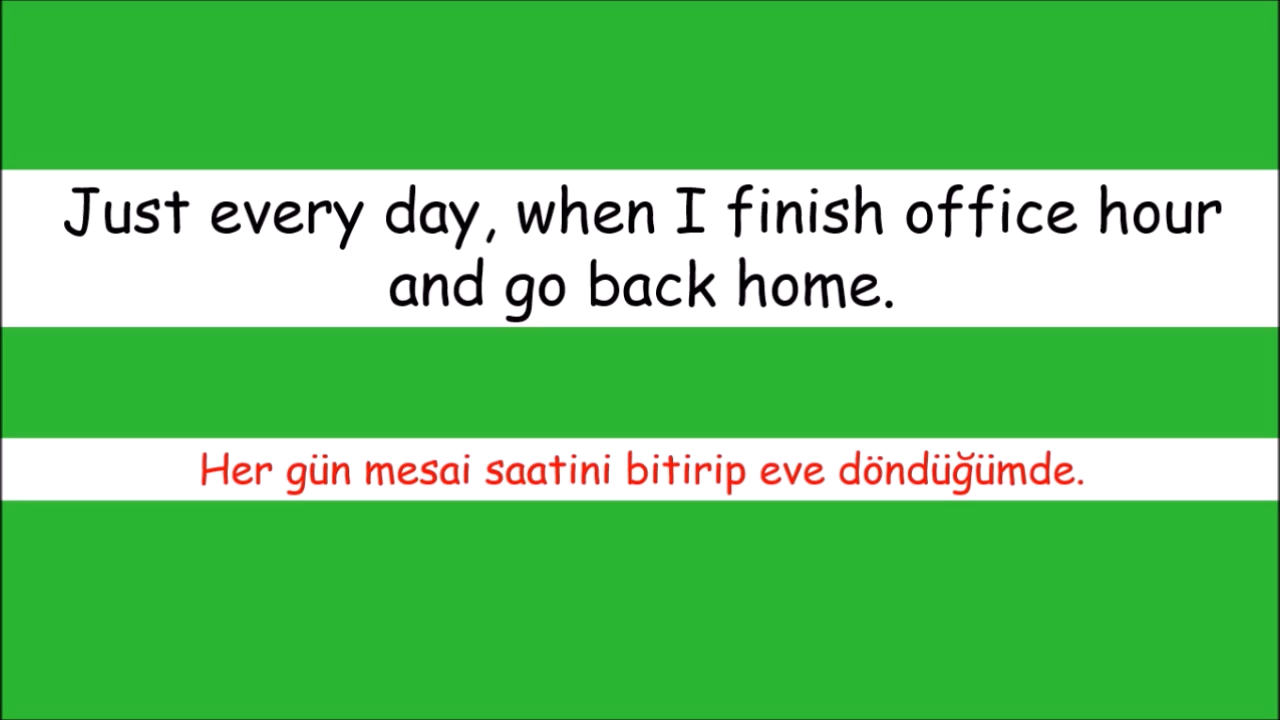 Just every day, when I finish office hour
and go back home.
Her gün mesai saatini bitirip eve döndüğümde.